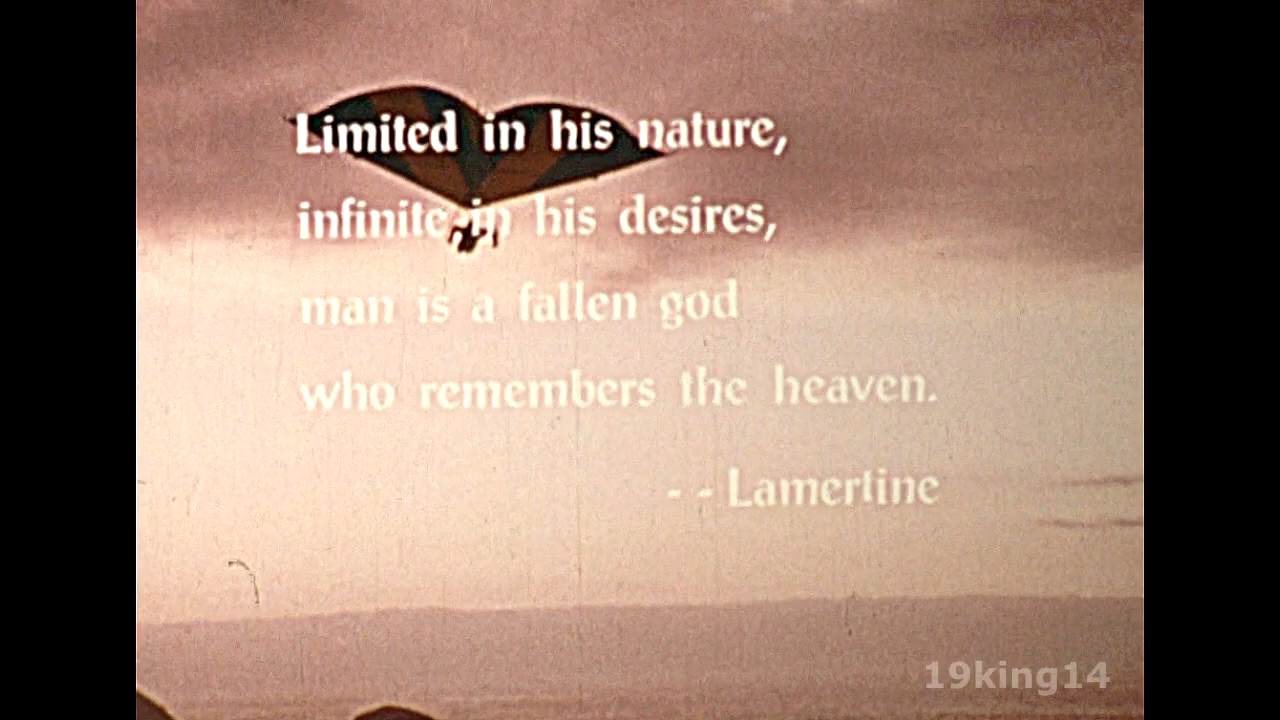 Limited in his nature,
infinite in his desires,
man is a fallen god
who remembers the heaven.
- - Lamertine
19king14